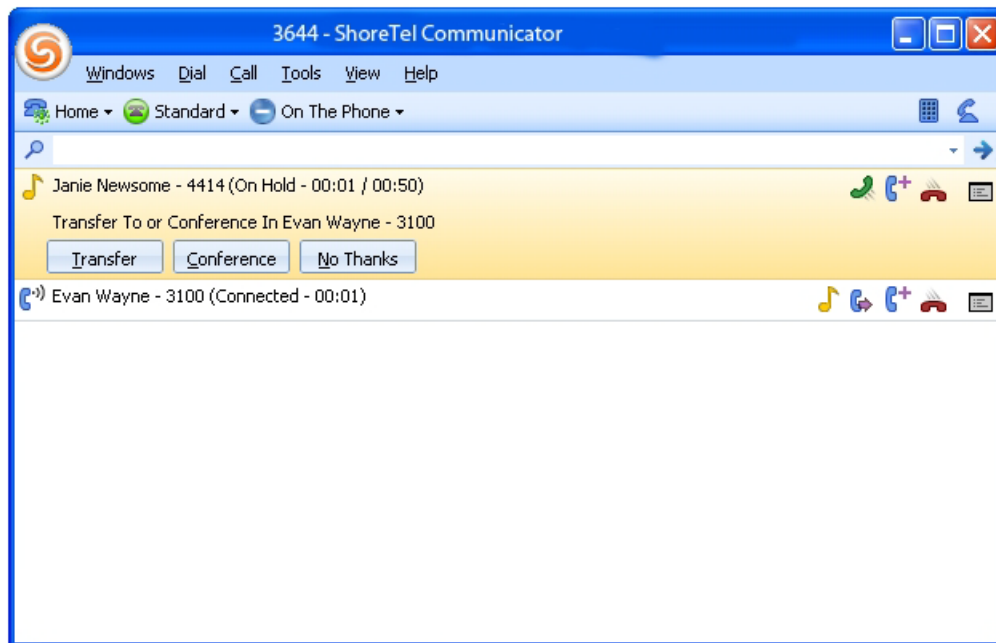 3644 - ShoreTel Communicator
Windows Dial Call Tools View Help
Home Standard On The Phone
Janie Newsome - 4414 (On Hold - 00:01 / 00:50)
Transfer To or Conference In Evan Wayne - 3100
Transfer Conference No Thanks
Evan Wayne - 3100 (Connected - 00:01)